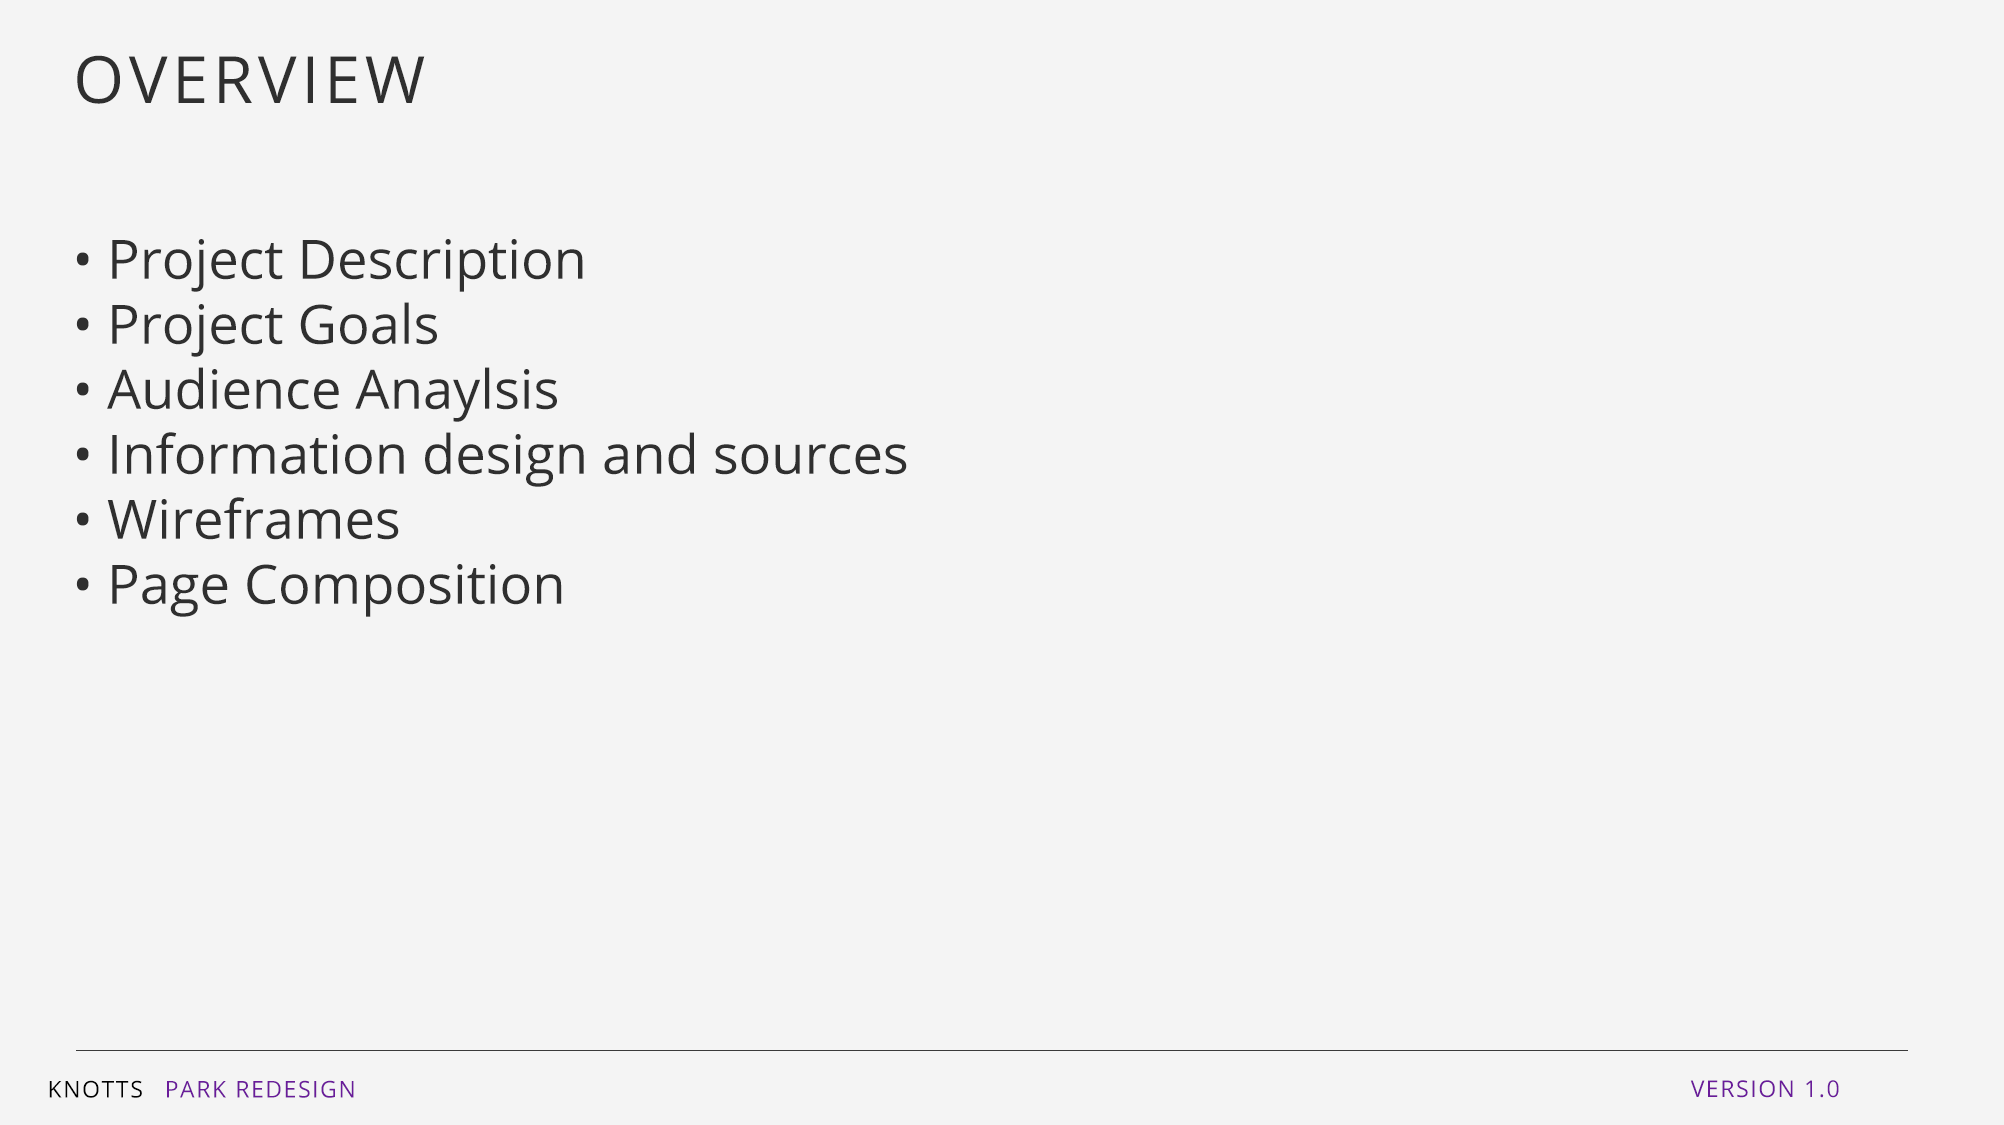 OVERVIEW
• Project Description
• Project Goals
• Audience Anaylsis
• Information design and sources
• Wireframes
• Page Composition
KNOTTS PARK REDESIGN
VERSION 1.0